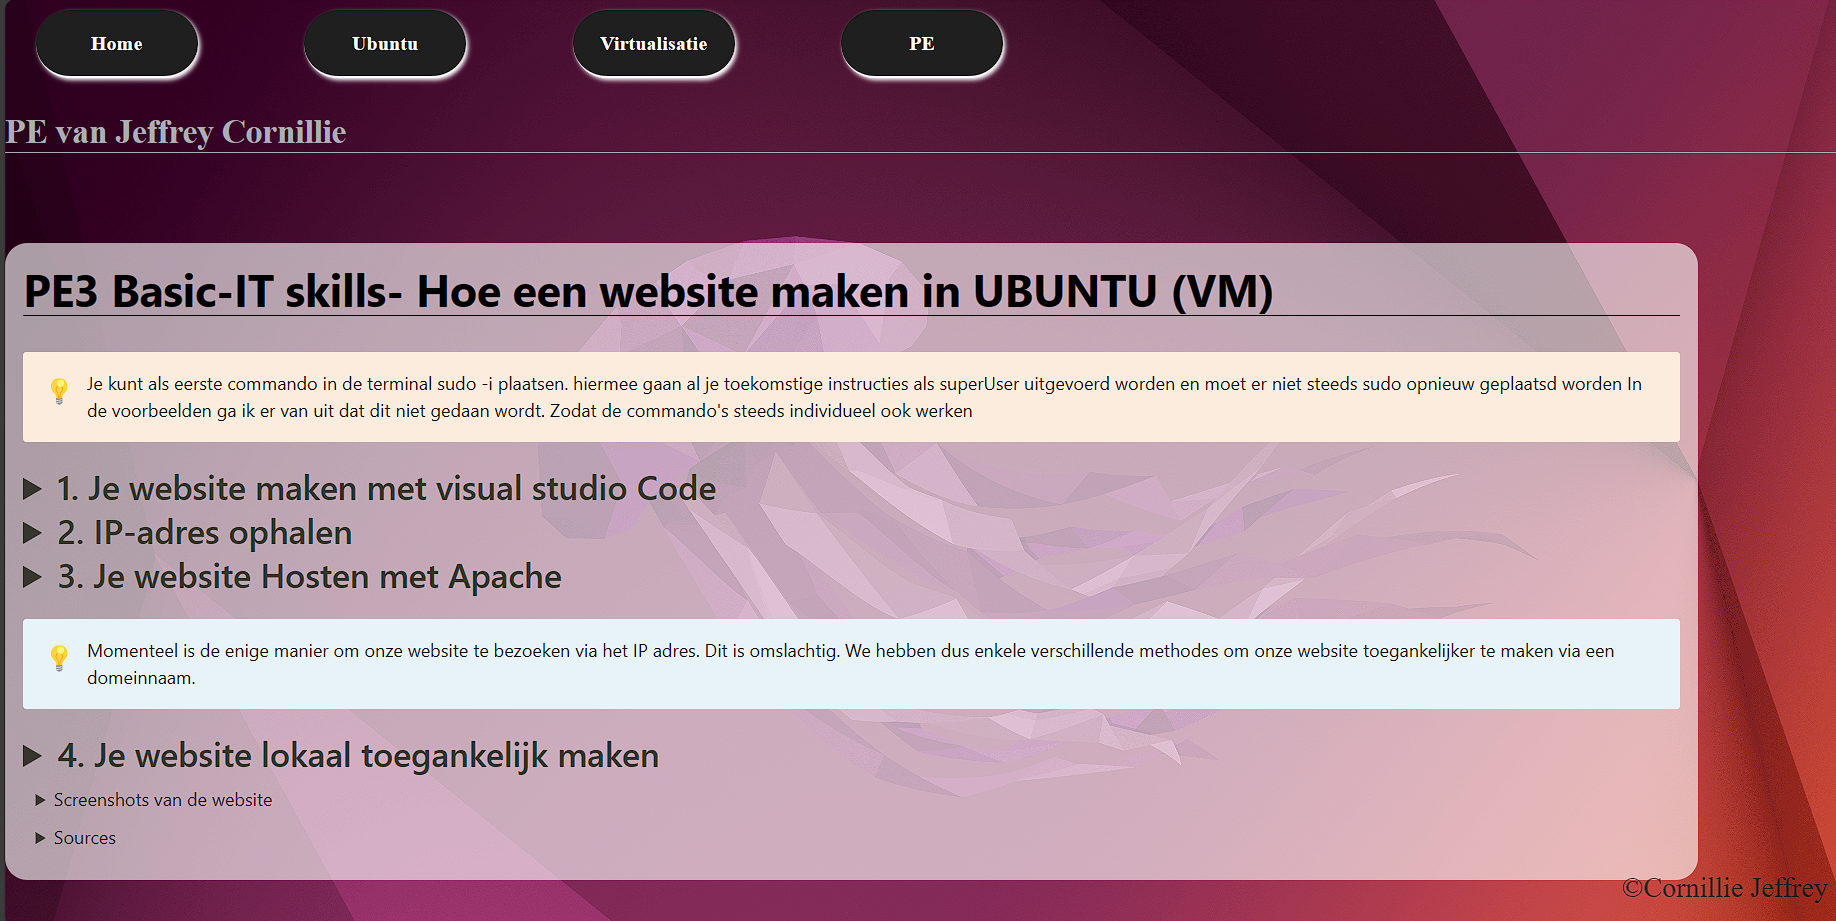 Home
Ubuntu
Virtualisatie
PE
PE van Jeffrey Cornillie
PE3 Basic-IT skills- Hoe een website maken in UBUNTU (VM)
Je kunt als eerste commando in de terminal sudo -i plaatsen. hiermee gaan al je toekomstige instructies als superUser uitgevoerd worden en moet er niet steeds sudo opnieuw geplaatsd worden In
de voorbeelden ga ik er van uit dat dit niet gedaan wordt. Zodat de commando's steeds individueel ook werken
1. Je website maken met visual studio Code
2. IP-adres ophalen
3. Je website Hosten met Apache
Momenteel is de enige manier om onze website te bezoeken via het IP adres. Dit is omslachtig. We hebben dus enkele verschillende methodes om onze website toegankelijker te maken via een
domeinnaam.
4. Je website lokaal toegankelijk maken
Screenshots van de website
Sources
©Cornillie Jeffrey